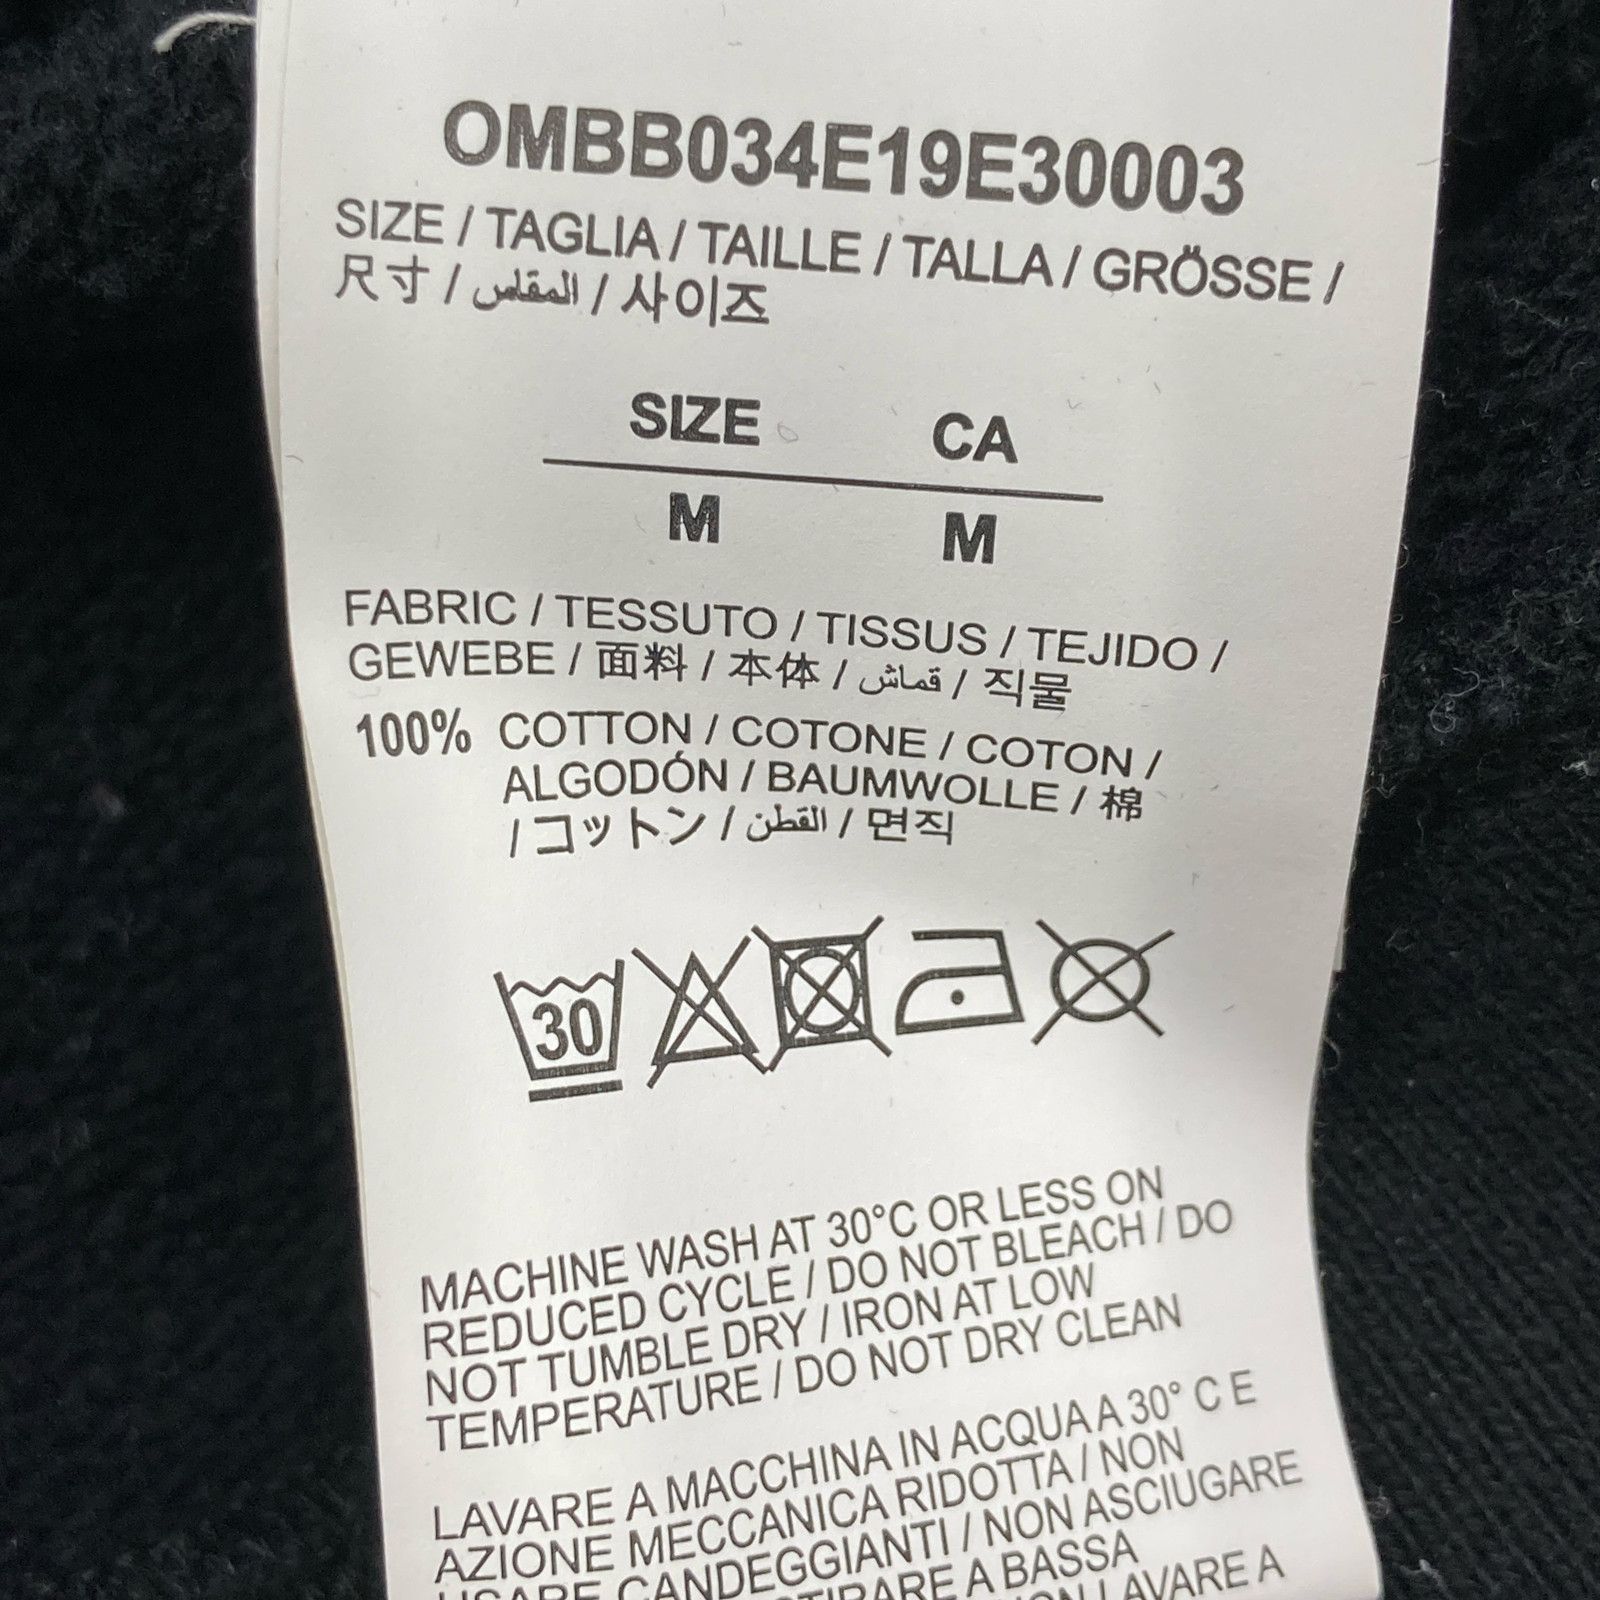 OMBB034E19E30003
SIZE / TAGLIA / TAILLE / TALLA / GRÖSSE /
尺寸 / المقاس / 사이즈
SIZE CA
M M
FABRIC / TESSUTO / TISSUS / TEJIDO /
GEWEBE / 面料 / 本体 / قماش / 직물
100% COTTON / COTONE / COTON /
ALGODÓN / BAUMWOLLE / 棉
/ コットン / القطن / 면직
30
MACHINE WASH AT 30°C OR LESS ON
REDUCED CYCLE / DO NOT BLEACH / DO
NOT TUMBLE DRY / IRON AT LOW
TEMPERATURE / DO NOT DRY CLEAN
LAVARE A MACCHINA IN ACQUA A 30° C E
AZIONE MECCANICA RIDOTTA / NON
USARE CANDEGGIANTI / NON ASCIUGARE
STIRARE A BASSA
NON LAVARE A